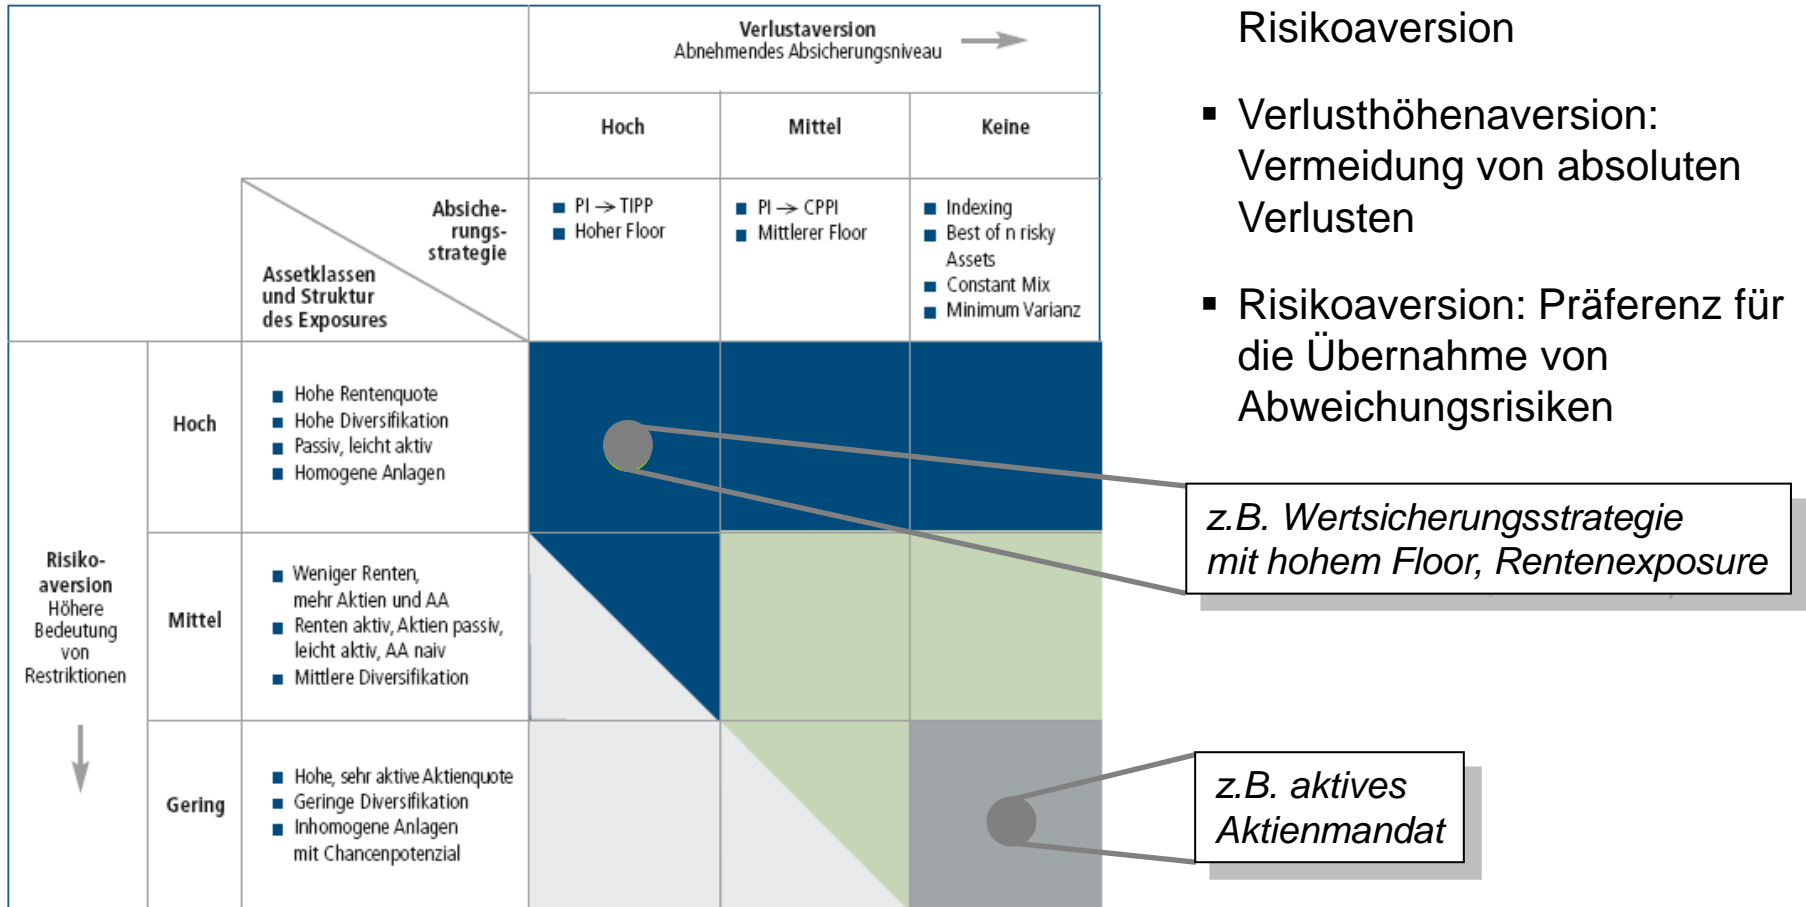 Verlustaversion
Abnehmendes Absicherungsniveau
Hoch
Mittel
Keine
Absiche-
rungs-
strategie
Assetklassen
und Struktur
des Exposures
PI → TIPP
Hoher Floor
PI → CPPI
Mittlerer Floor
Indexing
Best of n risky
Assets
Constant Mix
Minimum Varianz
Risiko-
aversion
Höhere
Bedeutung
von
Restriktionen
Hoch
Hohe Rentenquote
Hohe Diversifikation
Passiv, leicht aktiv
Homogene Anlagen
Mittel
Weniger Renten,
mehr Aktien und AA
Renten aktiv, Aktien passiv,
leicht aktiv, AA naiv
Mittlere Diversifikation
Gering
Hohe, sehr aktive Aktienquote
Geringe Diversifikation
Inhomogene Anlagen
mit Chancenpotenzial
Risikoaversion
Verlusthöhenaversion:
Vermeidung von absoluten
Verlusten
Risikoaversion: Präferenz für
die Übernahme von
Abweichungsrisiken
z.B. Wertsicherungsstrategie
mit hohem Floor, Rentenexposure
z.B. aktives
Aktienmandat